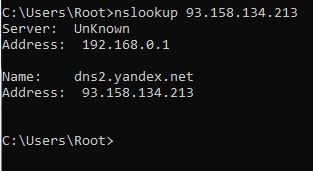 C:\Users\Root>nslookup 93.158.134.213
Server:  UnKnown
Address:  192.168.0.1
Name:    dns2.yandex.net
Address:  93.158.134.213
C:\Users\Root>